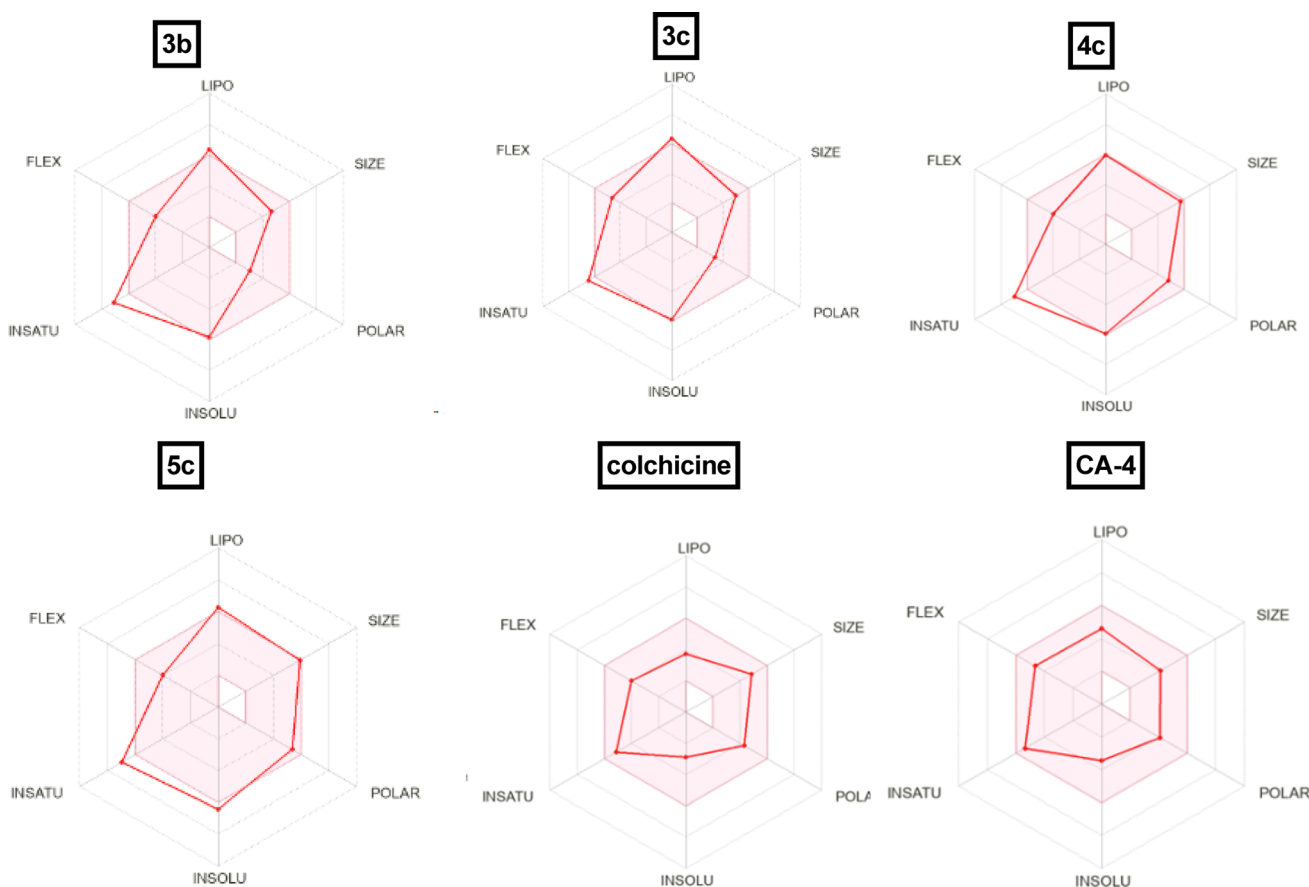 3b
LIPO
FLEX
SIZE
INSATU
POLAR
INSOLU
3c
LIPO
FLEX
SIZE
INSATU
POLAR
INSOLU
4c
LIPO
FLEX
SIZE
INSATU
POLAR
INSOLU
5c
LIPO
FLEX
SIZE
INSATU
POLAR
INSOLU
colchicine
LIPO
FLEX
SIZE
INSATU
POLA
INSOLU
CA-4
LIPO
FLEX
SIZE
INSATU
POLAR
INSOLU